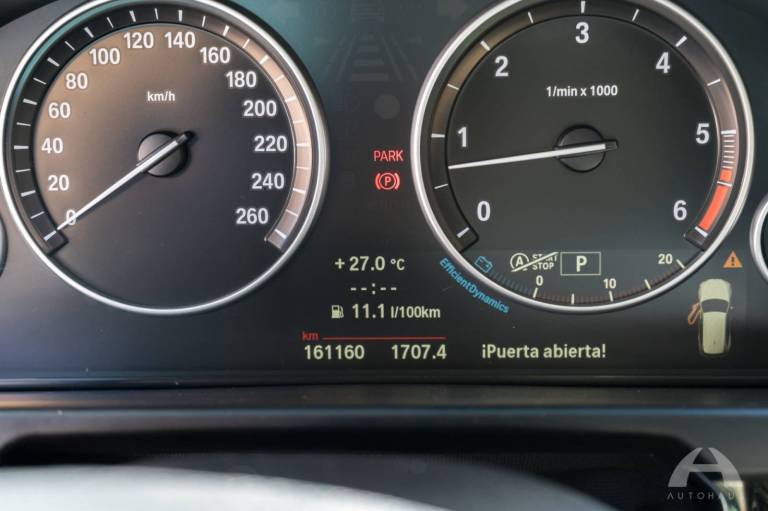 0
20
40
60
80
100
120
140
160
180
200
220
240
260
km/h
0
1
2
3
4
5
6
1/min x 1000
PARK
P
+ 27.0 °C
--:--
11.1 l/100km
km
161160 1707.4
EfficientDynamics
A START
STOP
P
0 10 20
¡Puerta abierta!
AUTOHAUS